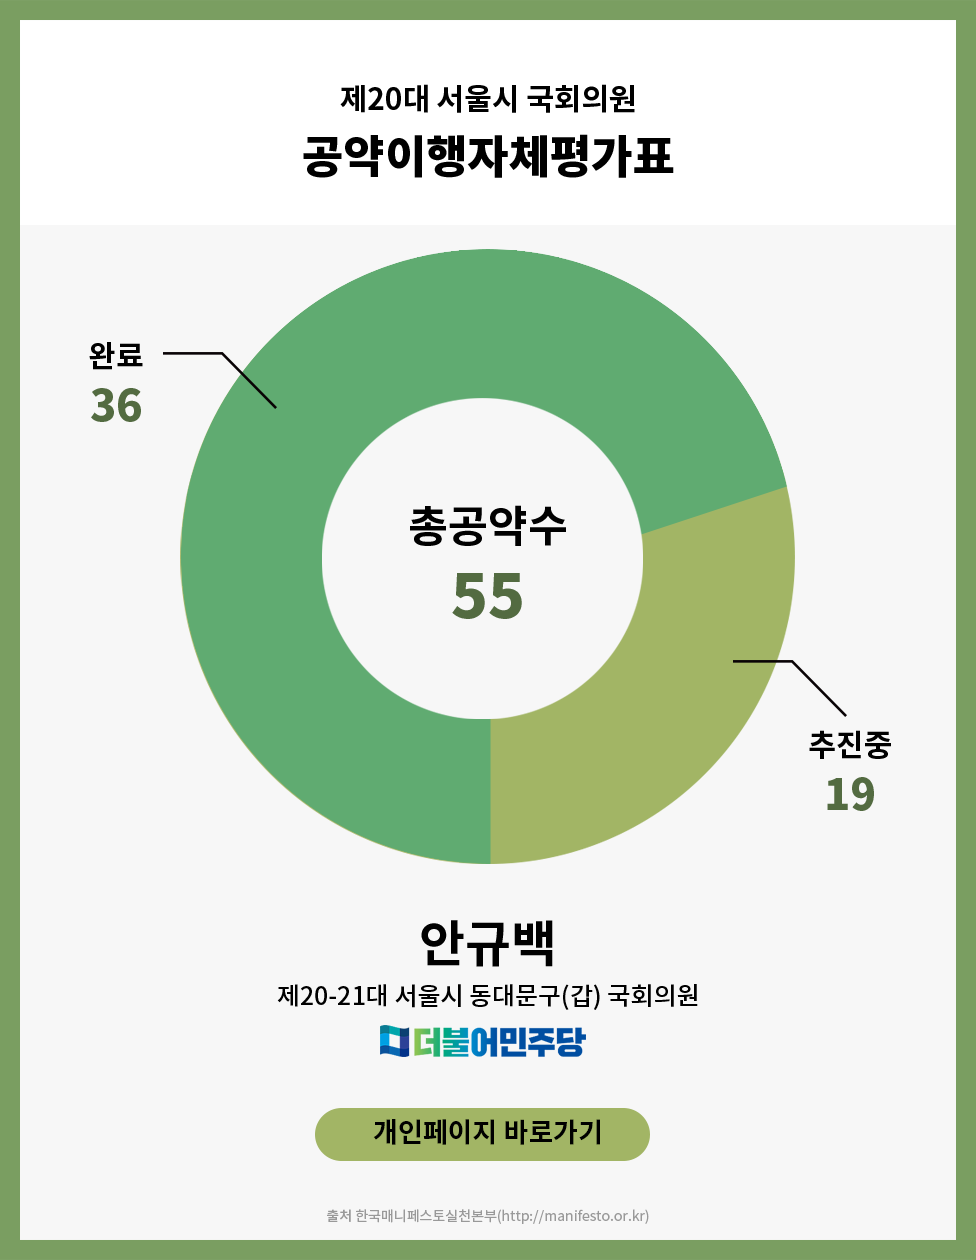 제20대 서울시 국회의원
공약이행자체평가표
완료
36
총공약수
55
추진중
19
안규백
제20-21대 서울시 동대문구(갑) 국회의원
더불어민주당
개인페이지 바로가기
출처 한국매니페스토실천본부(http://manifesto.or.kr)